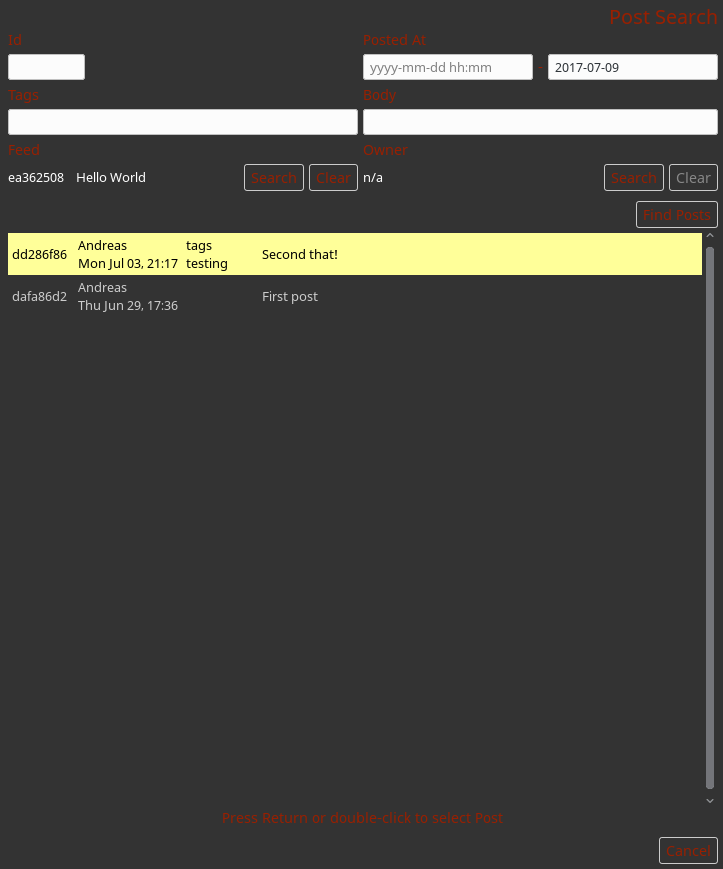 Post Search
Id Posted At
yyyy-mm-dd hh:mm - 2017-07-09
Tags Body
Feed Owner
ea362508 Hello World Search Clear n/a Search Clear
Find Posts
dd286f86 Andreas tags Second that!
Mon Jul 03, 21:17 testing
dafa86d2 Andreas First post
Thu Jun 29, 17:36
Press Return or double-click to select Post
Cancel